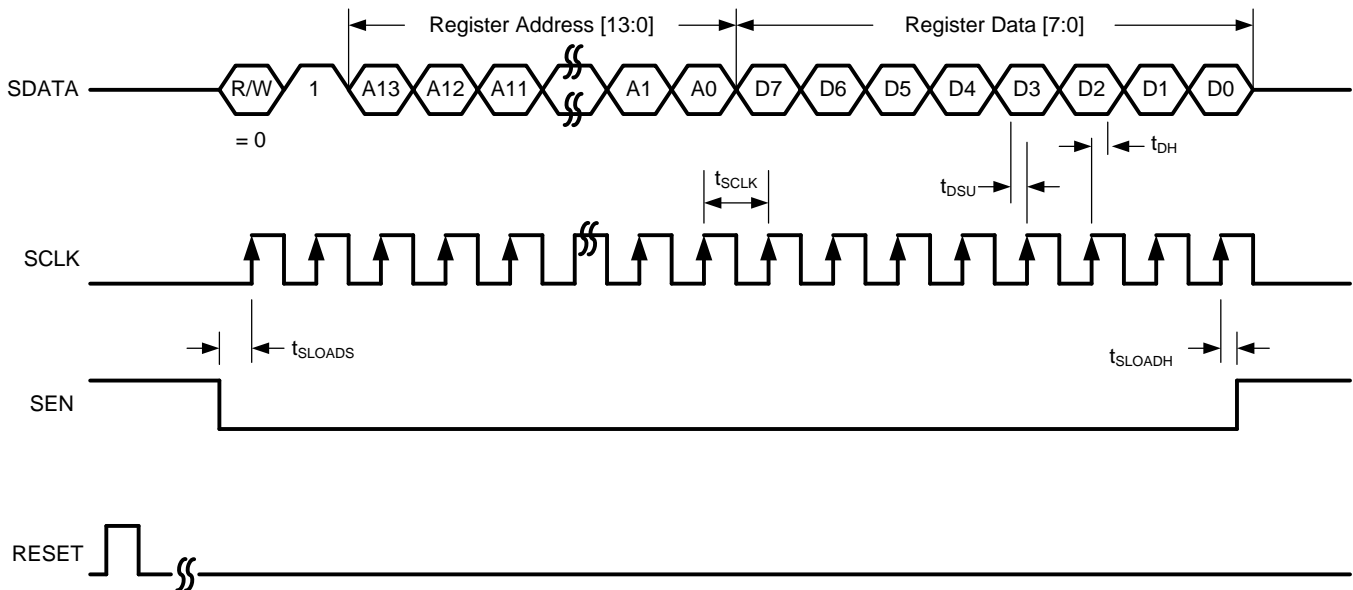 Register Address [13:0] Register Data [7:0]
SDATA R/W 1 A13 A12 A11 A1 A0 D7 D6 D5 D4 D3 D2 D1 D0
= 0
tDH
tSCLK
tDSU
SCLK
tSLOADS
tSLOADH
SEN
RESET